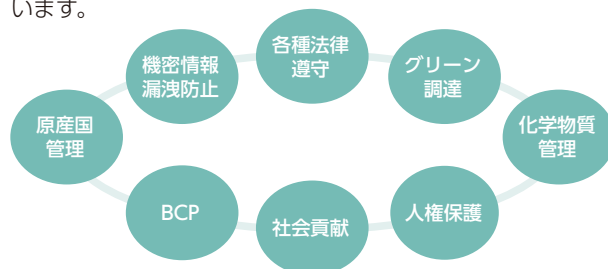 います。
各種法律
遵守
機密情報
漏洩防止
グリーン
調達
原産国
管理
化学物質
管理
BCP
社会貢献
人権保護